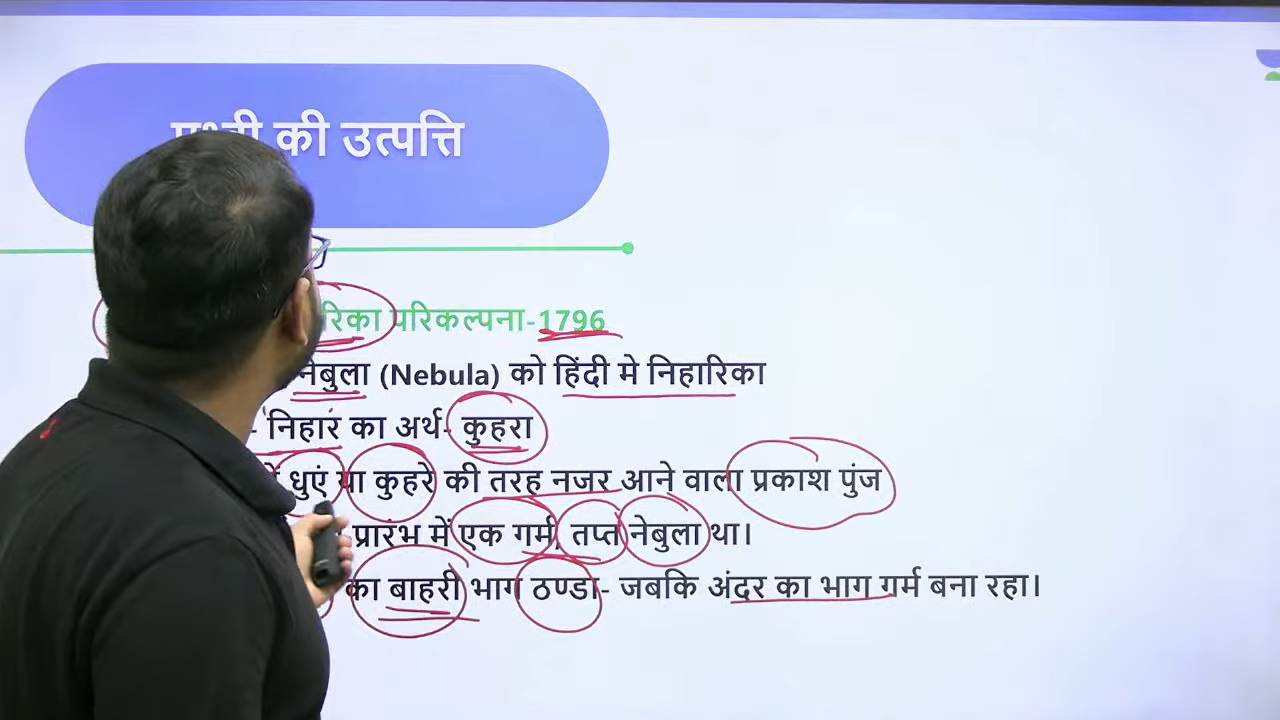 की उत्पत्ति
परिकल्पना-1796
नेबुला (Nebula) को हिंदी मे निहारिका
- 'निहार' का अर्थ- कुहरा
धुएं या कुहरे की तरह नजर आने वाला प्रकाश पुंज
प्रारंभ में एक गर्म, तप्त नेबुला था।
का बाहरी भाग ठण्डा- जबकि अंदर का भाग गर्म बना रहा।